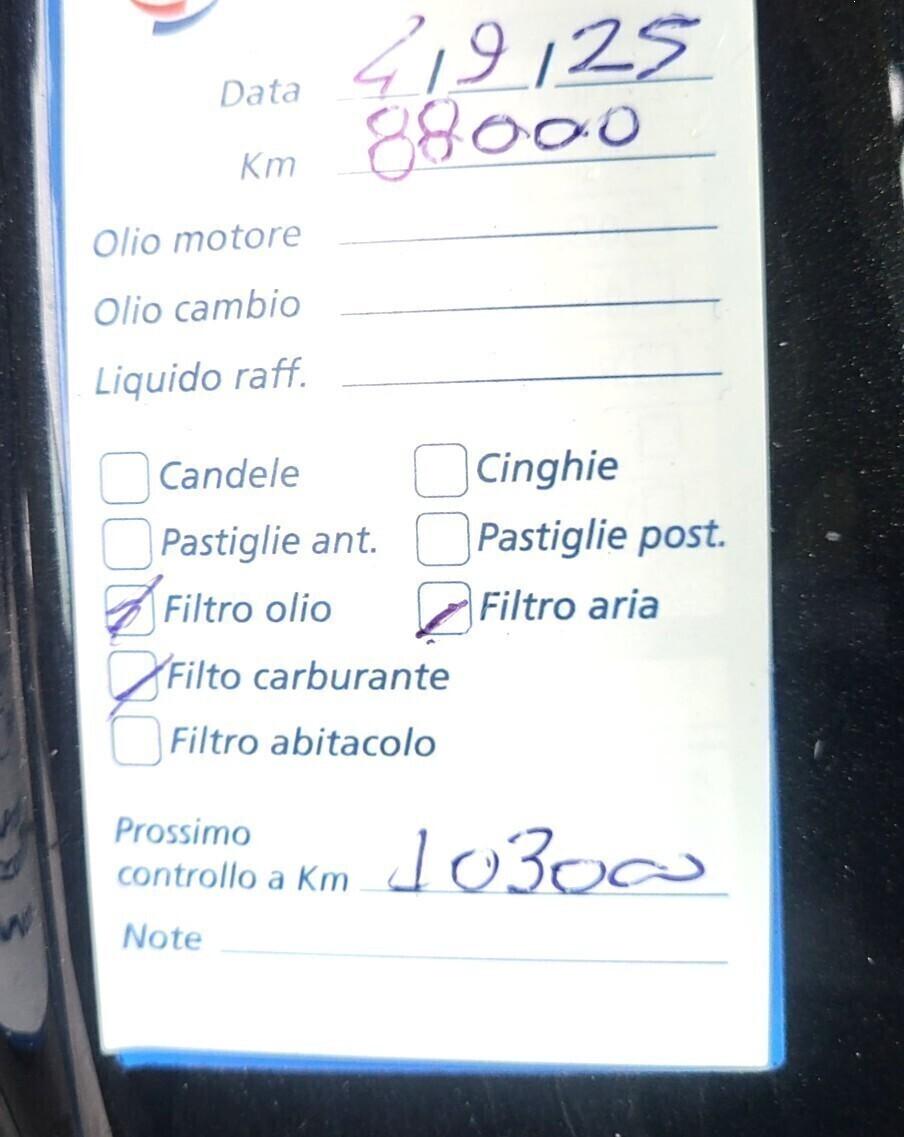 Data 4/9/25
Km 88000
Olio motore
Olio cambio
Liquido raff.
Candele Cinghie
Pastiglie ant. Pastiglie post.
Filtro olio Filtro aria
Filto carburante
Filtro abitacolo
Prossimo
controllo a Km 103000
Note